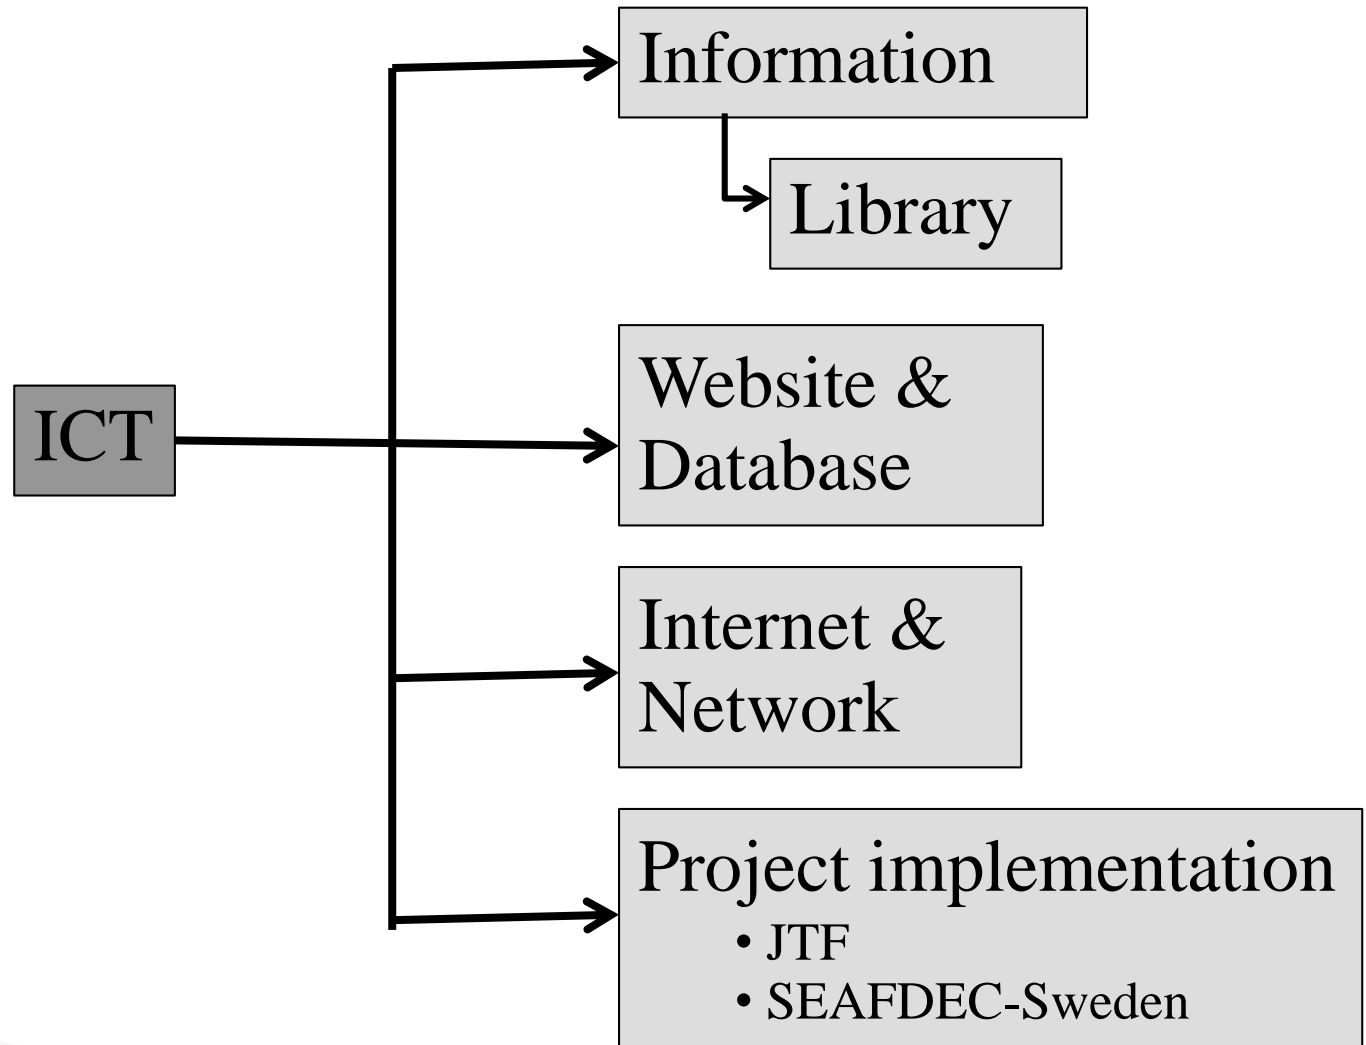 Information
Library
ICT
Website &
Database
Internet &
Network
Project implementation
• JTF
• SEAFDEC-Sweden